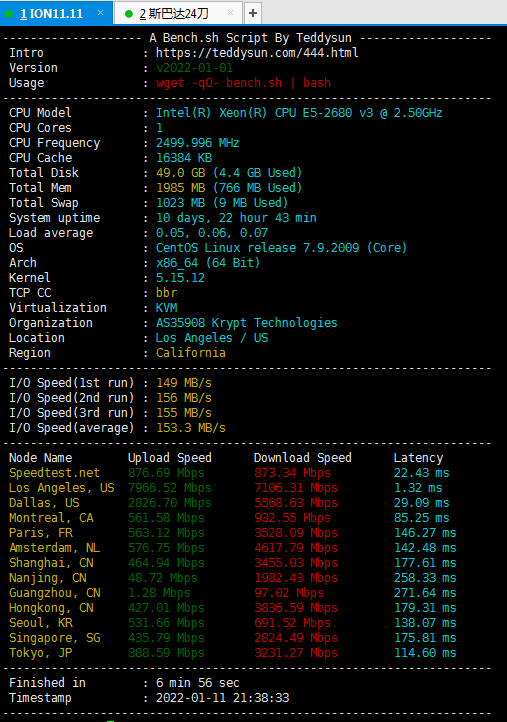 1 ION11.11 × 2 斯巴达24刀 × +
------------------- A Bench.sh Script By Teddysun -------------------
Intro : https://teddysun.com/444.html
Version : v2022-01-01
Usage : wget -qO- bench.sh | bash
----------------------------------------------------------------------
CPU Model : Intel(R) Xeon(R) CPU E5-2680 v3 @ 2.50GHz
CPU Cores : 1
CPU Frequency : 2499.996 MHz
CPU Cache : 16384 KB
Total Disk : 49.0 GB (4.4 GB Used)
Total Mem : 1985 MB (766 MB Used)
Total Swap : 1023 MB (9 MB Used)
System uptime : 10 days, 22 hour 43 min
Load average : 0.05, 0.06, 0.07
OS : CentOS Linux release 7.9.2009 (Core)
Arch : x86_64 (64 Bit)
Kernel : 5.15.12
TCP CC : bbr
Virtualization : KVM
Organization : AS35908 Krypt Technologies
Location : Los Angeles / US
Region : California
----------------------------------------------------------------------
I/O Speed(1st run) : 149 MB/s
I/O Speed(2nd run) : 156 MB/s
I/O Speed(3rd run) : 155 MB/s
I/O Speed(average) : 153.3 MB/s
----------------------------------------------------------------------
Node Name Upload Speed Download Speed Latency
Speedtest.net 876.69 Mbps 873.34 Mbps 22.43 ms
Los Angeles, US 7966.52 Mbps 7106.31 Mbps 1.32 ms
Dallas, US 2826.70 Mbps 5568.63 Mbps 29.09 ms
Montreal, CA 561.58 Mbps 932.55 Mbps 85.25 ms
Paris, FR 563.12 Mbps 3528.09 Mbps 146.27 ms
Amsterdam, NL 576.75 Mbps 4617.79 Mbps 142.48 ms
Shanghai, CN 464.94 Mbps 3455.03 Mbps 177.61 ms
Nanjing, CN 48.72 Mbps 1982.43 Mbps 258.33 ms
Guangzhou, CN 1.28 Mbps 97.02 Mbps 271.64 ms
Hongkong, CN 427.01 Mbps 3836.59 Mbps 179.31 ms
Seoul, KR 531.66 Mbps 691.52 Mbps 138.07 ms
Singapore, SG 435.79 Mbps 2824.49 Mbps 175.81 ms
Tokyo, JP 388.59 Mbps 3231.27 Mbps 114.60 ms
----------------------------------------------------------------------
Finished in : 6 min 56 sec
Timestamp : 2022-01-11 21:38:33
----------------------------------------------------------------------